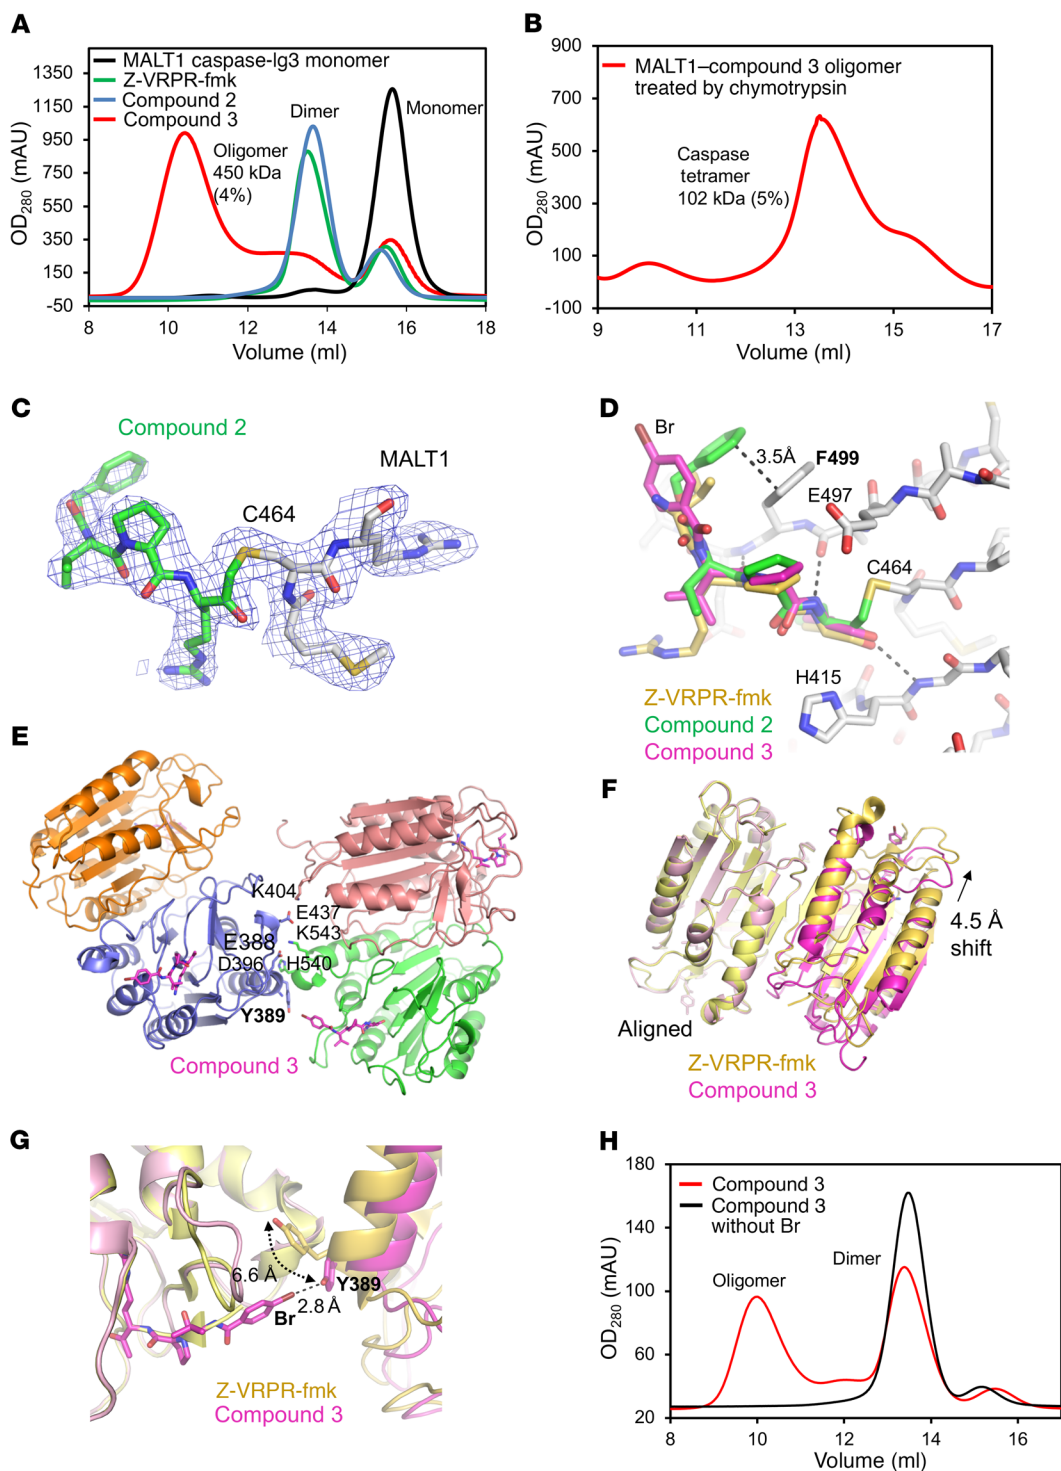 A
MALT1 caspase-Ig3 monomer
Z-VRPR-fmk
Compound 2
Compound 3
Dimer
Monomer
Oligomer
450 kDa
(4%)
OD280 (mAU)
1350
1150
950
750
550
350
150
-50
8 10 12 14 16 18
Volume (ml)
B
MALT1–compound 3 oligomer
treated by chymotrypsin
Caspase
tetramer
102 kDa (5%)
OD280 (mAU)
900
700
500
300
100
-100
9 11 13 15 17
Volume (ml)
C
Compound 2
MALT1
C464
D
Br
3.5Å
F499
E497
C464
H415
Z-VRPR-fmk
Compound 2
Compound 3
E
K404
E437
K543
E388
D396
H540
Y389
Compound 3
F
4.5 Å
shift
Aligned
Z-VRPR-fmk
Compound 3
G
6.6 Å
Y389
2.8 Å
Br
Z-VRPR-fmk
Compound 3
H
Compound 3
Compound 3
without Br
Dimer
Oligomer
OD280 (mAU)
180
140
100
60
20
8 10 12 14 16
Volume (ml)